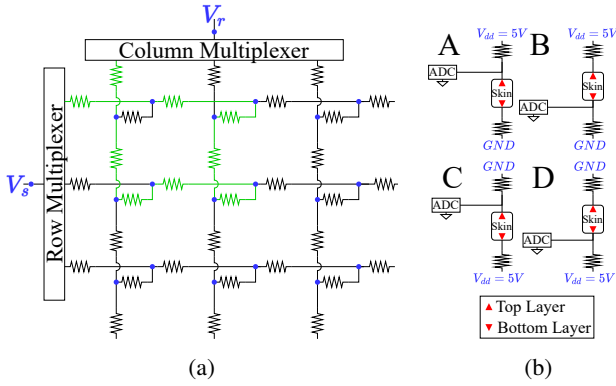 V_r
Column Multiplexer
Row Multiplexer
V_s
(a)
A
V_dd = 5V
ADC
Skin
GND
B
V_dd = 5V
ADC
Skin
GND
C
GND
ADC
Skin
V_dd = 5V
D
GND
ADC
Skin
V_dd = 5V
Top Layer
Bottom Layer
(b)